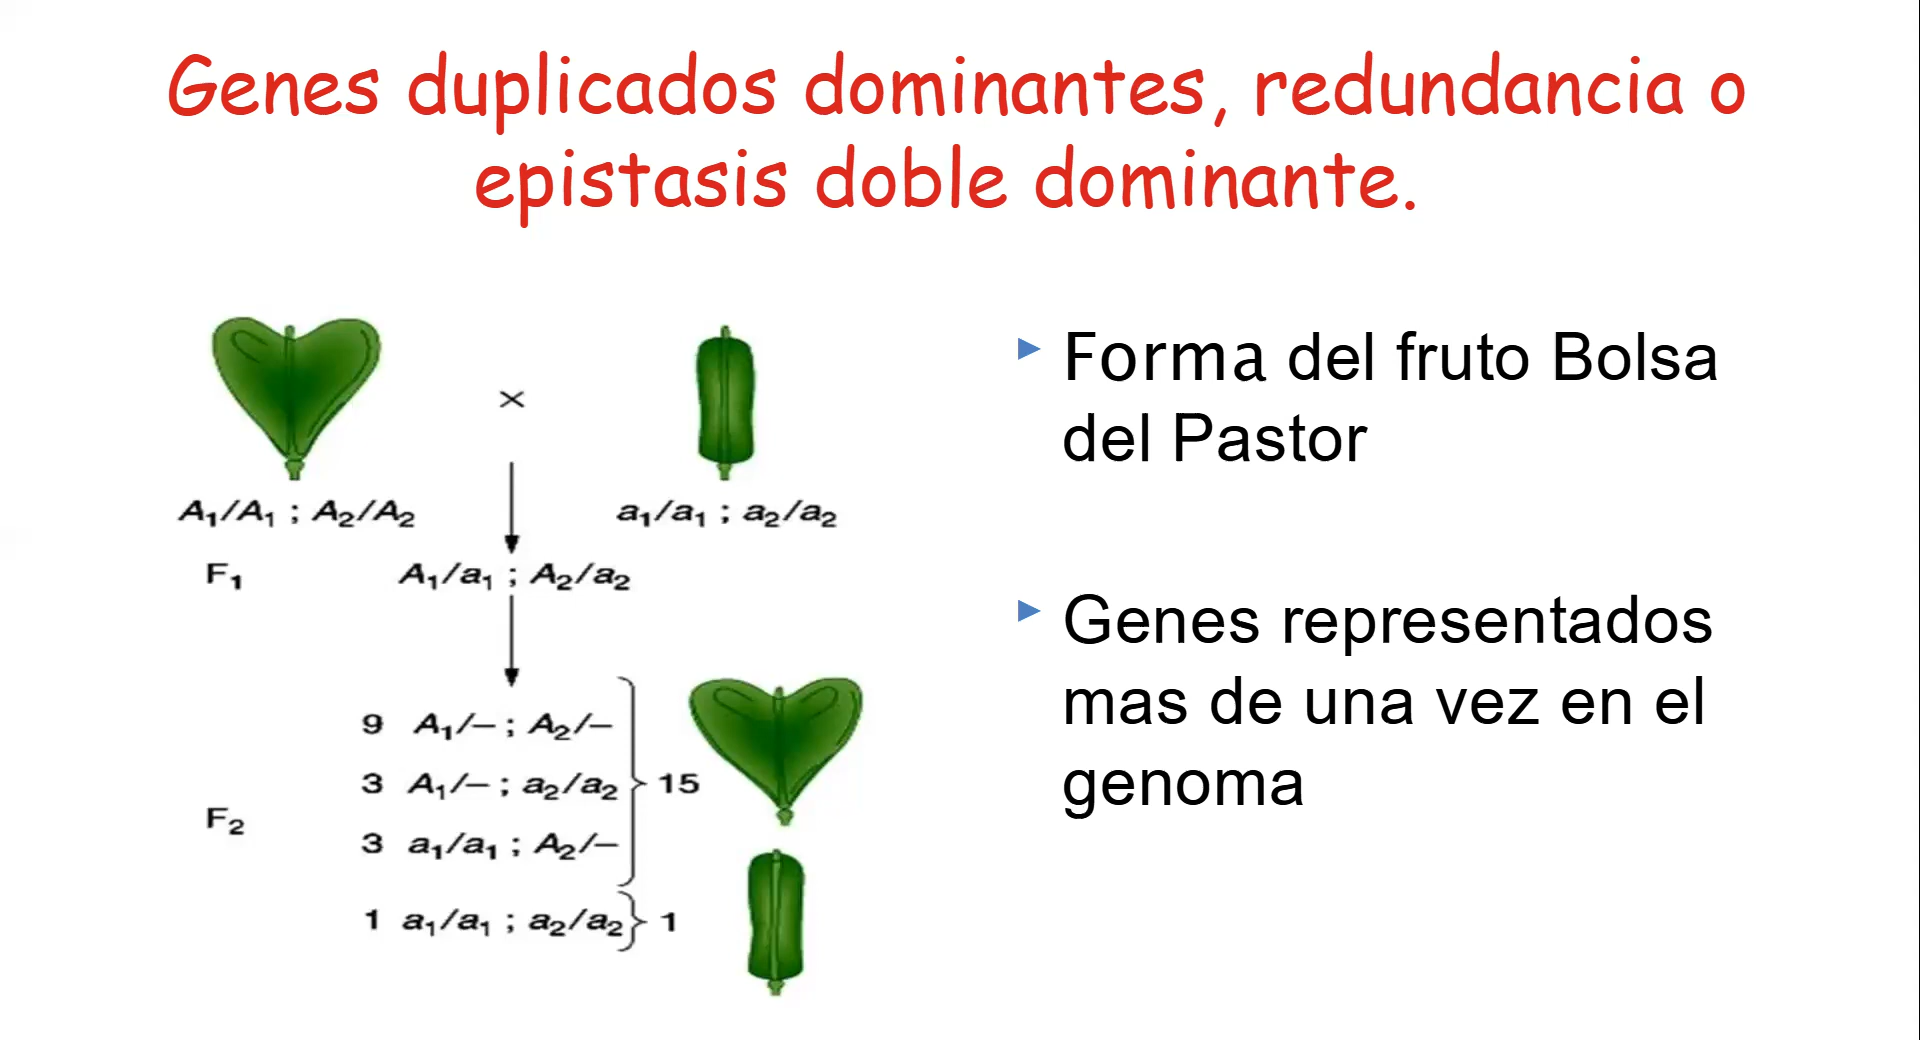 Genes duplicados dominantes, redundancia o
epistasis doble dominante.
×
A₁/A₁ ; A₂/A₂
a₁/a₁ ; a₂/a₂
F₁
A₁/a₁ ; A₂/a₂
9 A₁/– ; A₂/–
3 A₁/– ; a₂/a₂
15
F₂
3 a₁/a₁ ; A₂/–
1 a₁/a₁ ; a₂/a₂
1
Forma del fruto Bolsa
del Pastor
Genes representados
mas de una vez en el
genoma